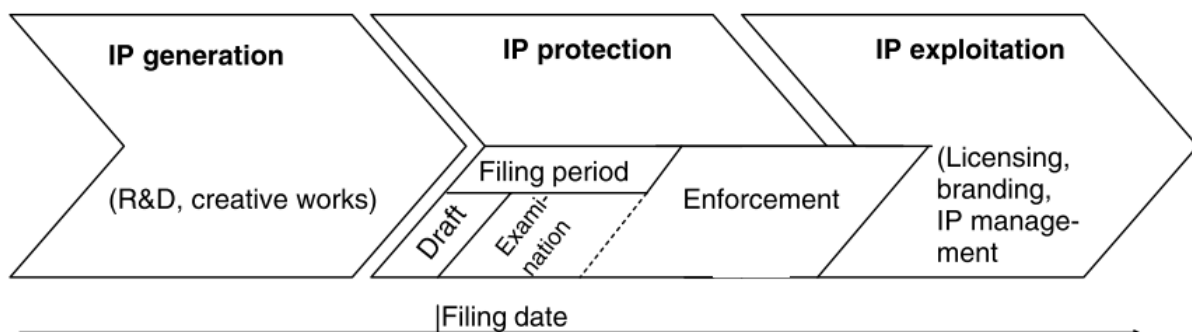 IP generation
IP protection
IP exploitation
(R&D, creative works)
Filing period
Draft
Exami-
nation
Enforcement
(Licensing,
branding,
IP manage-
ment
Filing date